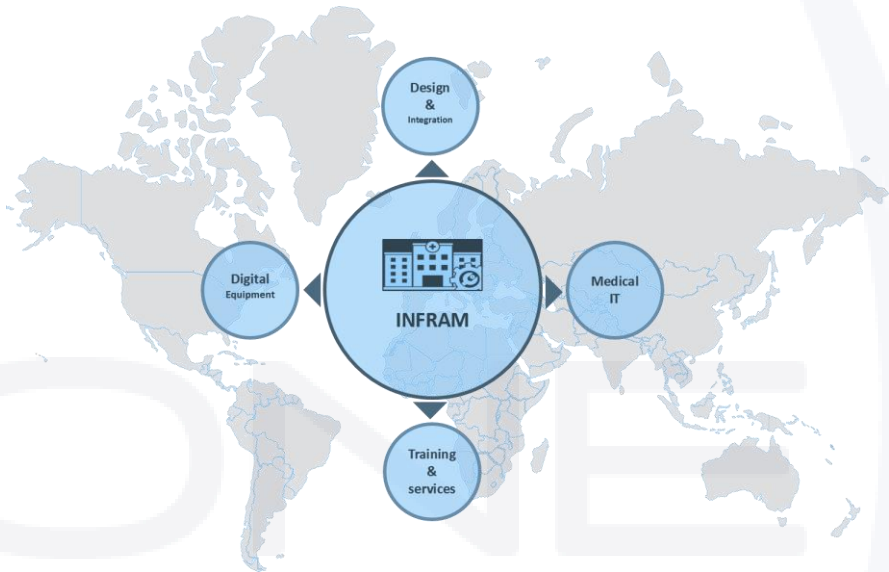 Design
&
Integration
Digital
Equipment
INFRAM
Medical
IT
Training
&
services
ONE